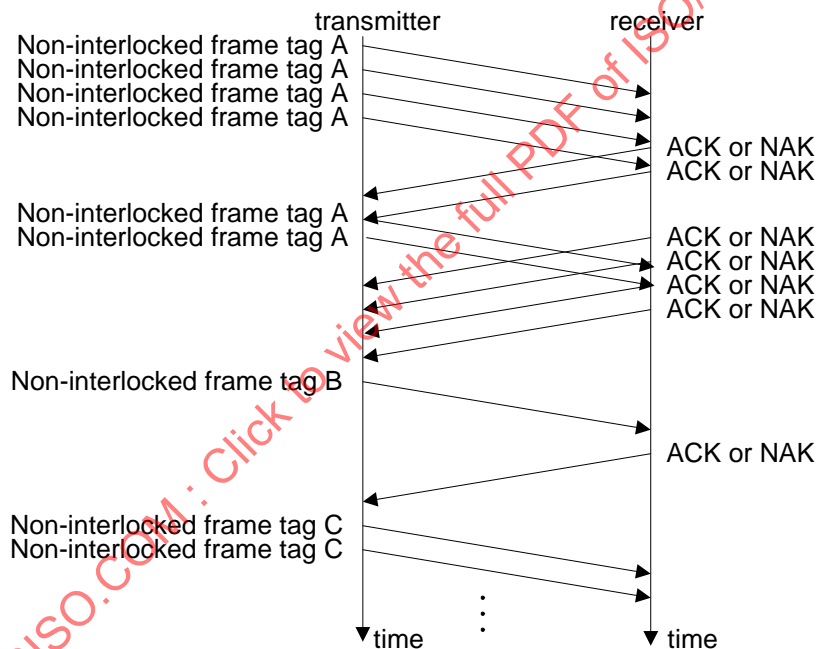 transmitter receiver
Non-interlocked frame tag A
Non-interlocked frame tag A
Non-interlocked frame tag A
Non-interlocked frame tag A
ACK or NAK
ACK or NAK
Non-interlocked frame tag A
Non-interlocked frame tag A
ACK or NAK
ACK or NAK
ACK or NAK
ACK or NAK
Non-interlocked frame tag B
ACK or NAK
Non-interlocked frame tag C
Non-interlocked frame tag C
time time
ISO.COM : Click to view the full PDF of ISO/